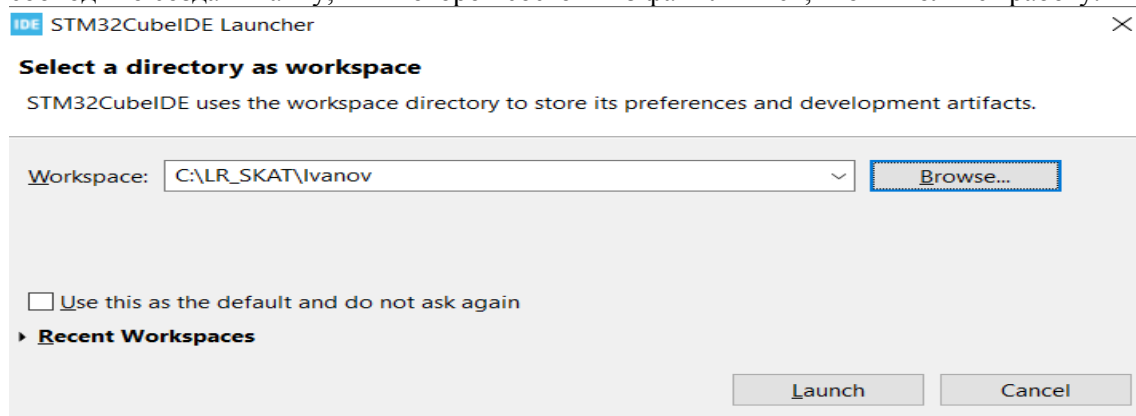 IDE STM32CubeIDE Launcher
Select a directory as workspace
STM32CubeIDE uses the workspace directory to store its preferences and development artifacts.
Workspace: C:\LR_SKAT\Ivanov Browse...
Use this as the default and do not ask again
Recent Workspaces
Launch Cancel